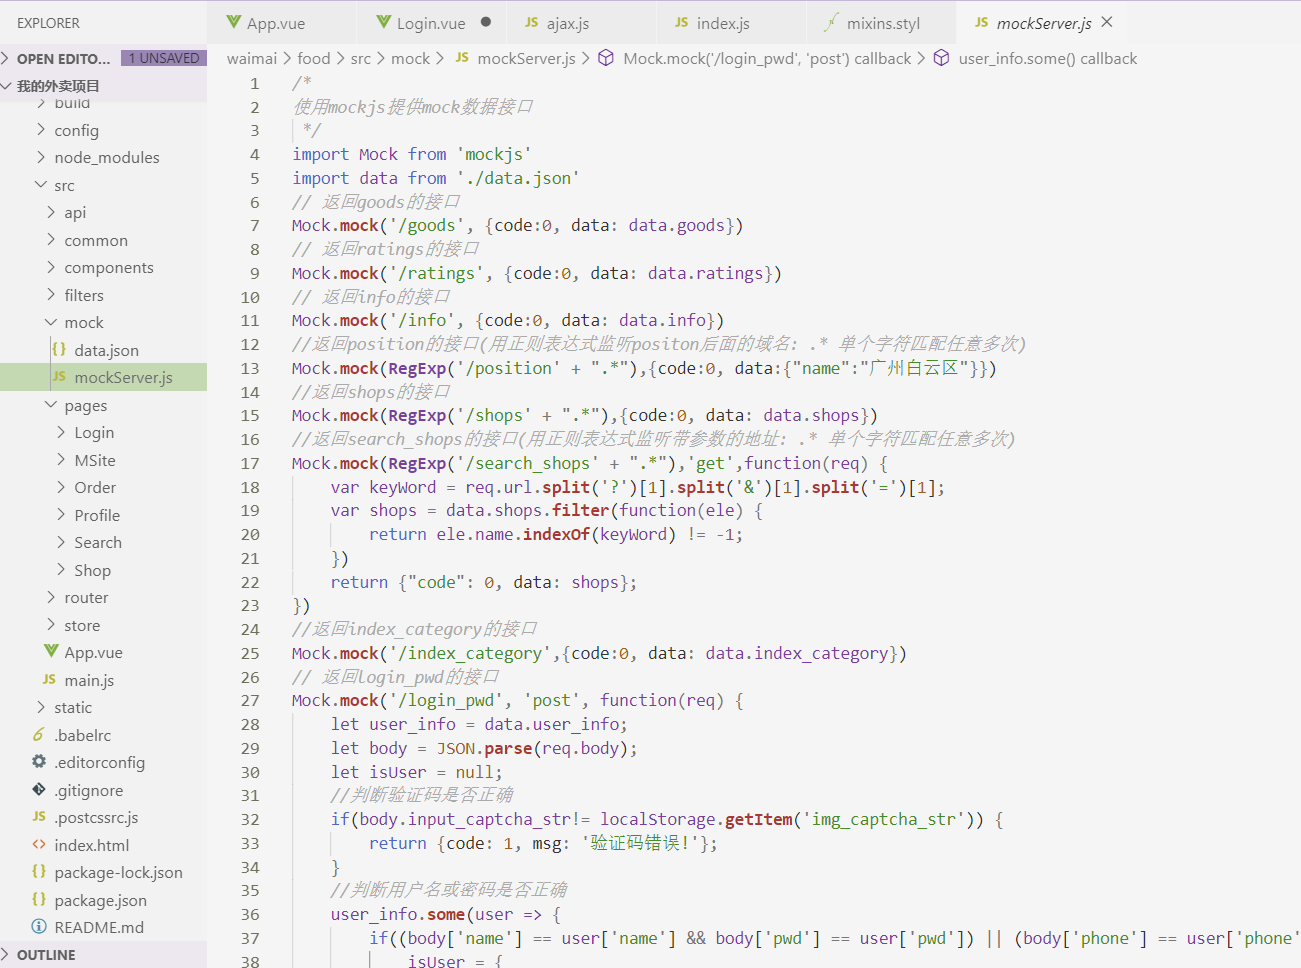 EXPLORER
App.vue
Login.vue
JS ajax.js
JS index.js
mixins.styl
JS mockServer.js
OPEN EDITO... 1 UNSAVED
我的外卖项目
build
config
node_modules
src
api
common
components
filters
mock
{} data.json
JS mockServer.js
pages
Login
MSite
Order
Profile
Search
Shop
router
store
App.vue
JS main.js
static
.babelrc
.editorconfig
.gitignore
JS .postcssrc.js
<> index.html
{} package-lock.json
{} package.json
README.md
OUTLINE
waimai > food > src > mock > JS mockServer.js > Mock.mock('/login_pwd', 'post') callback > user_info.some() callback
1 /*
2 使用mockjs提供mock数据接口
3 */
4 import Mock from 'mockjs'
5 import data from './data.json'
6 // 返回goods的接口
7 Mock.mock('/goods', {code:0, data: data.goods})
8 // 返回ratings的接口
9 Mock.mock('/ratings', {code:0, data: data.ratings})
10 // 返回info的接口
11 Mock.mock('/info', {code:0, data: data.info})
12 //返回position的接口(用正则表达式监听positon后面的域名: .* 单个字符匹配任意多次)
13 Mock.mock(RegExp('/position' + ".*"),{code:0, data:{"name":"广州白云区"}})
14 //返回shops的接口
15 Mock.mock(RegExp('/shops' + ".*"),{code:0, data: data.shops})
16 //返回search_shops的接口(用正则表达式监听带参数的地址: .* 单个字符匹配任意多次)
17 Mock.mock(RegExp('/search_shops' + ".*"),'get',function(req) {
18 var keyWord = req.url.split('?')[1].split('&')[1].split('=')[1];
19 var shops = data.shops.filter(function(ele) {
20 return ele.name.indexOf(keyWord) != -1;
21 })
22 return {"code": 0, data: shops};
23 })
24 //返回index_category的接口
25 Mock.mock('/index_category',{code:0, data: data.index_category})
26 // 返回login_pwd的接口
27 Mock.mock('/login_pwd', 'post', function(req) {
28 let user_info = data.user_info;
29 let body = JSON.parse(req.body);
30 let isUser = null;
31 //判断验证码是否正确
32 if(body.input_captcha_str!= localStorage.getItem('img_captcha_str')) {
33 return {code: 1, msg: '验证码错误!'};
34 }
35 //判断用户名或密码是否正确
36 user_info.some(user => {
37 if((body['name'] == user['name'] && body['pwd'] == user['pwd']) || (body['phone'] == user['phone'
38 isUser = {